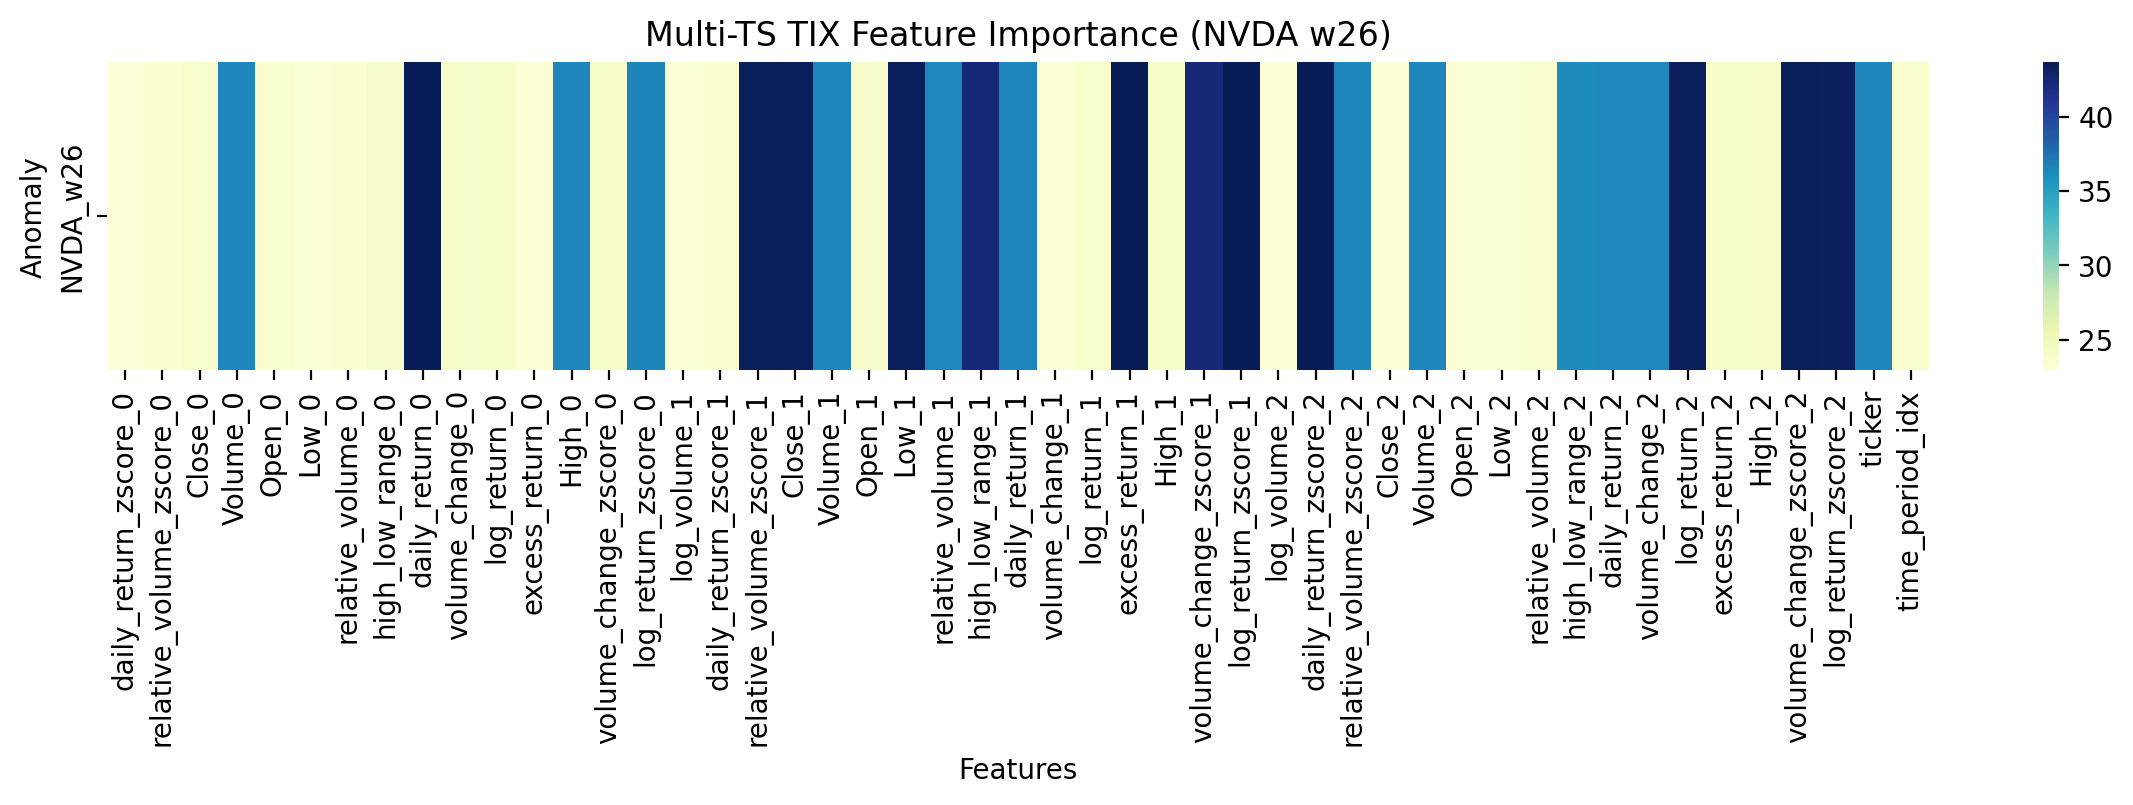 Multi-TS TIX Feature Importance (NVDA w26)
Anomaly
NVDA_w26
40
35
30
25
daily_return_zscore_0
relative_volume_zscore_0
Close_0
Volume_0
Open_0
Low_0
relative_volume_0
high_low_range_0
daily_return_0
volume_change_0
log_return_0
excess_return_0
High_0
volume_change_zscore_0
log_return_zscore_0
log_volume_1
daily_return_zscore_1
relative_volume_zscore_1
Close_1
Volume_1
Open_1
Low_1
relative_volume_1
high_low_range_1
daily_return_1
volume_change_1
log_return_1
excess_return_1
High_1
volume_change_zscore_1
log_return_zscore_1
log_volume_2
daily_return_zscore_2
relative_volume_zscore_2
Close_2
Volume_2
Open_2
Low_2
relative_volume_2
high_low_range_2
daily_return_2
volume_change_2
log_return_2
excess_return_2
High_2
volume_change_zscore_2
log_return_zscore_2
ticker
time_period_idx
Features